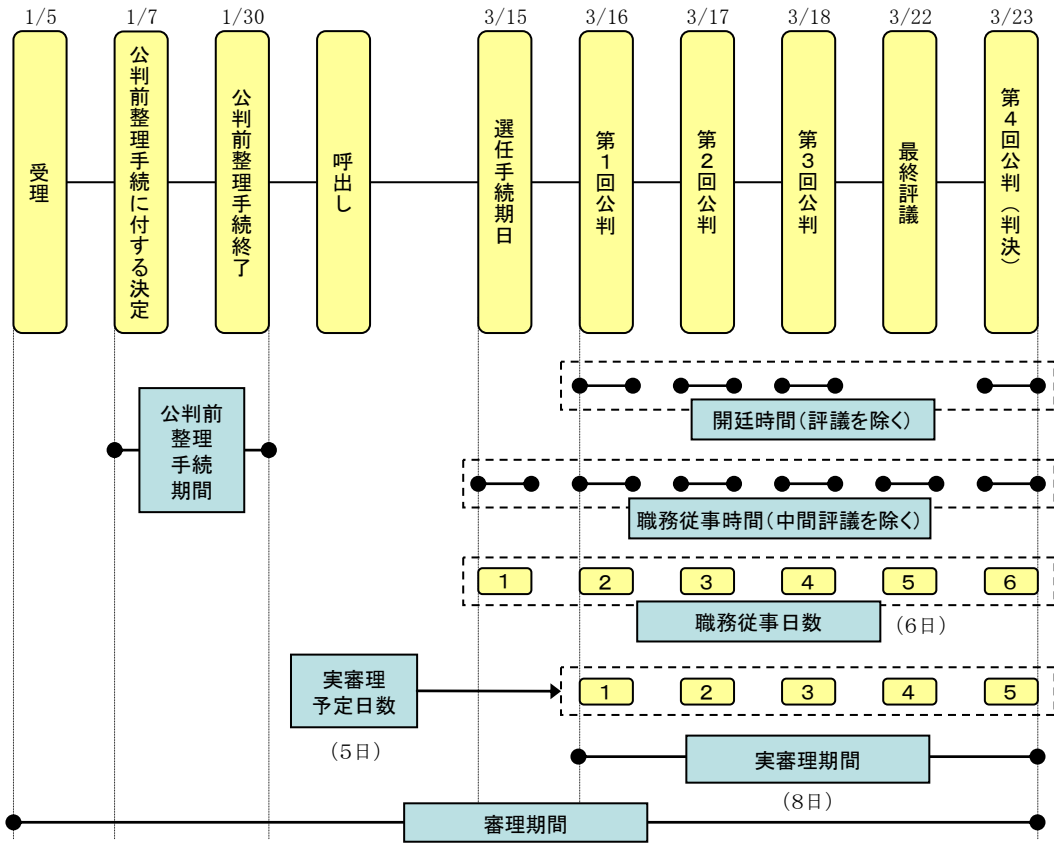 1/5
1/7
1/30
3/15
3/16
3/17
3/18
3/22
3/23
受理
公判前整理手続に付する決定
公判前整理手続終了
呼出し
選任手続期日
第1回公判
第2回公判
第3回公判
最終評議
第4回公判(判決)
公判前
整理
手続
期間
開廷時間(評議を除く)
職務従事時間(中間評議を除く)
1
2
3
4
5
6
職務従事日数
(6日)
実審理
予定日数
(5日)
1
2
3
4
5
実審理期間
(8日)
審理期間